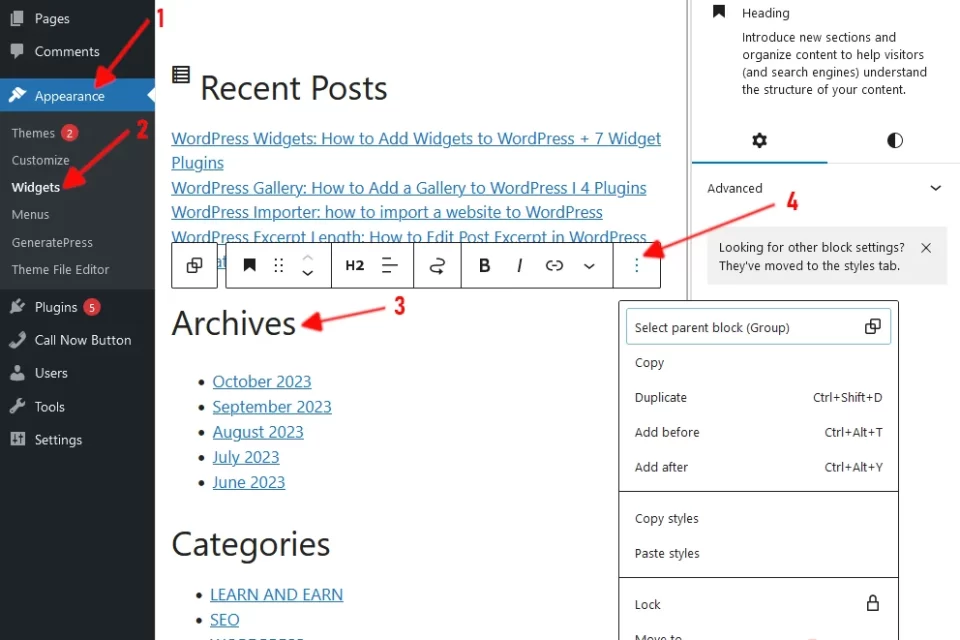 Pages
Comments
1
Appearance
Themes 2
2
Customize
Widgets
Menus
GeneratePress
Theme File Editor
Plugins 5
Call Now Button
Users
Tools
Settings
Recent Posts
WordPress Widgets: How to Add Widgets to WordPress + 7 Widget
Plugins
WordPress Gallery: How to Add a Gallery to WordPress I 4 Plugins
WordPress Importer: how to import a website to WordPress
WordPress Excerpt Length: How to Edit Post Excerpt in WordPress
H2 B I
4
Archives
3
October 2023
September 2023
August 2023
July 2023
June 2023
Categories
LEARN AND EARN
SEO
Heading
Introduce new sections and
organize content to help visitors
(and search engines) understand
the structure of your content.
Advanced
Looking for other block settings?
They've moved to the styles tab.
Select parent block (Group)
Copy
Duplicate Ctrl+Shift+D
Add before Ctrl+Alt+T
Add after Ctrl+Alt+Y
Copy styles
Paste styles
Lock
Move to